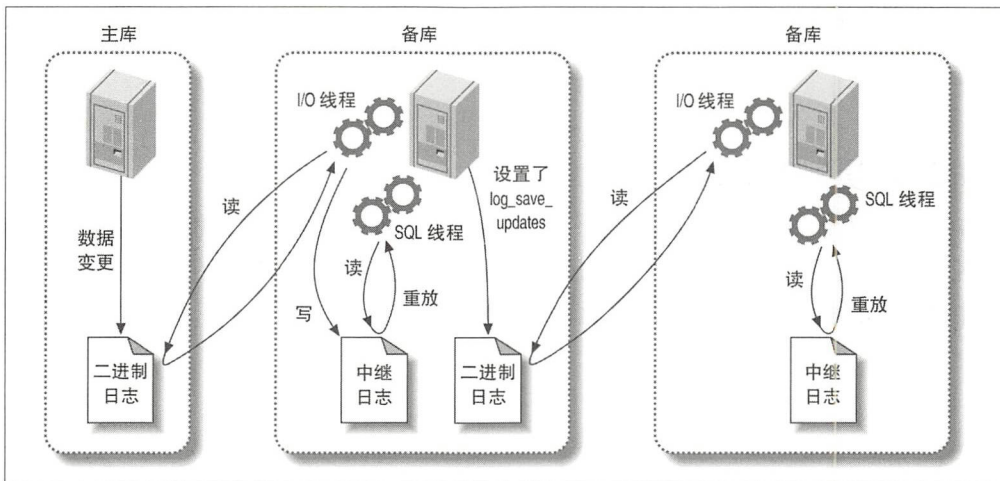 主库
备库
备库
I/O 线程
I/O 线程
读
设置了
log_save_
updates
读
SQL 线程
SQL 线程
数据
变更
读
重放
写
读
重放
二进制
日志
中继
日志
二进制
日志
中继
日志